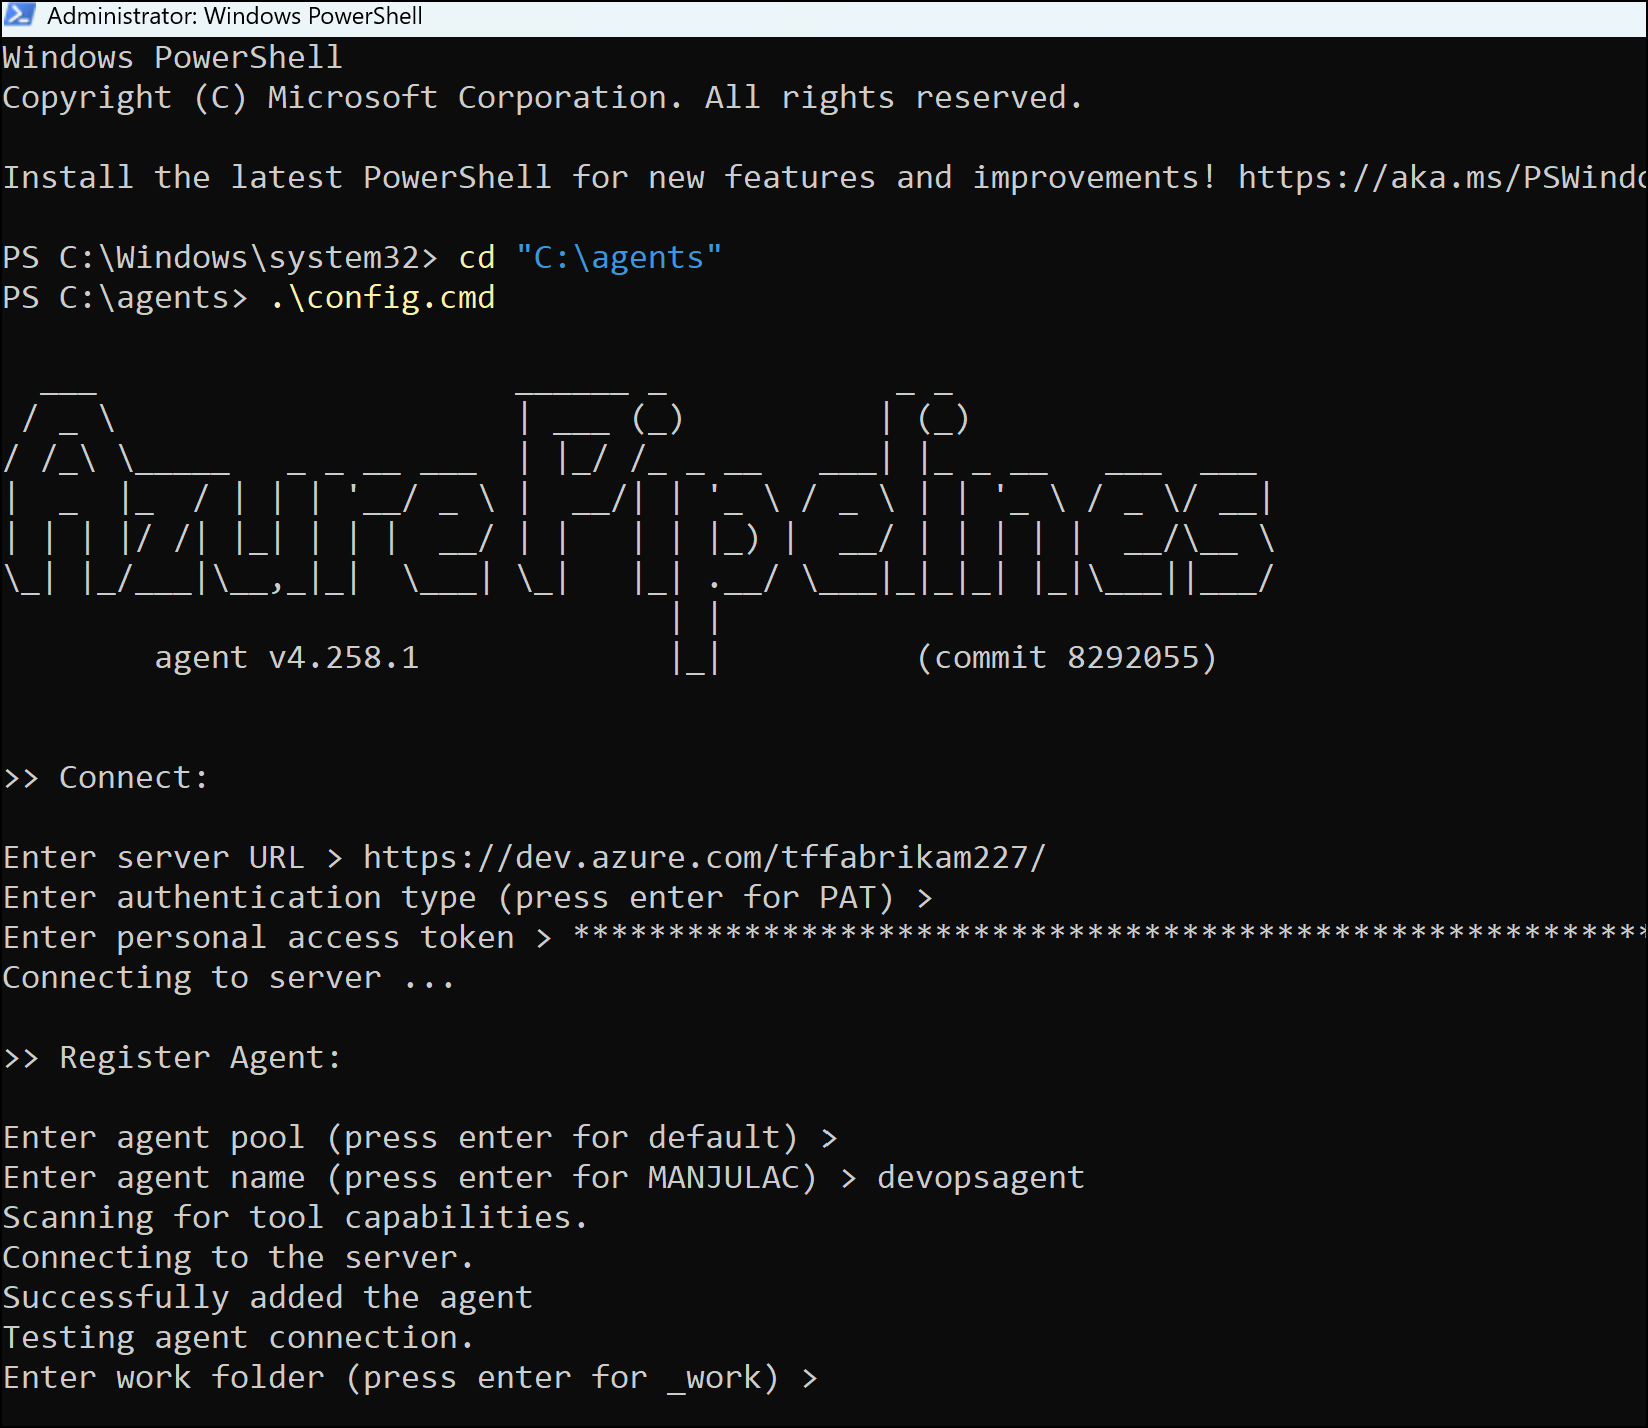 Administrator: Windows PowerShell
Windows PowerShell
Copyright (C) Microsoft Corporation. All rights reserved.
Install the latest PowerShell for new features and improvements! https://aka.ms/PSWindo
PS C:\Windows\system32> cd "C:\agents"
PS C:\agents> .\config.cmd
Azure Pipelines
agent v4.258.1 (commit 8292055)
>> Connect:
Enter server URL > https://dev.azure.com/tffabrikam227/
Enter authentication type (press enter for PAT) >
Enter personal access token > *********************************************************
Connecting to server ...
>> Register Agent:
Enter agent pool (press enter for default) >
Enter agent name (press enter for MANJULAC) > devopsagent
Scanning for tool capabilities.
Connecting to the server.
Successfully added the agent
Testing agent connection.
Enter work folder (press enter for _work) >